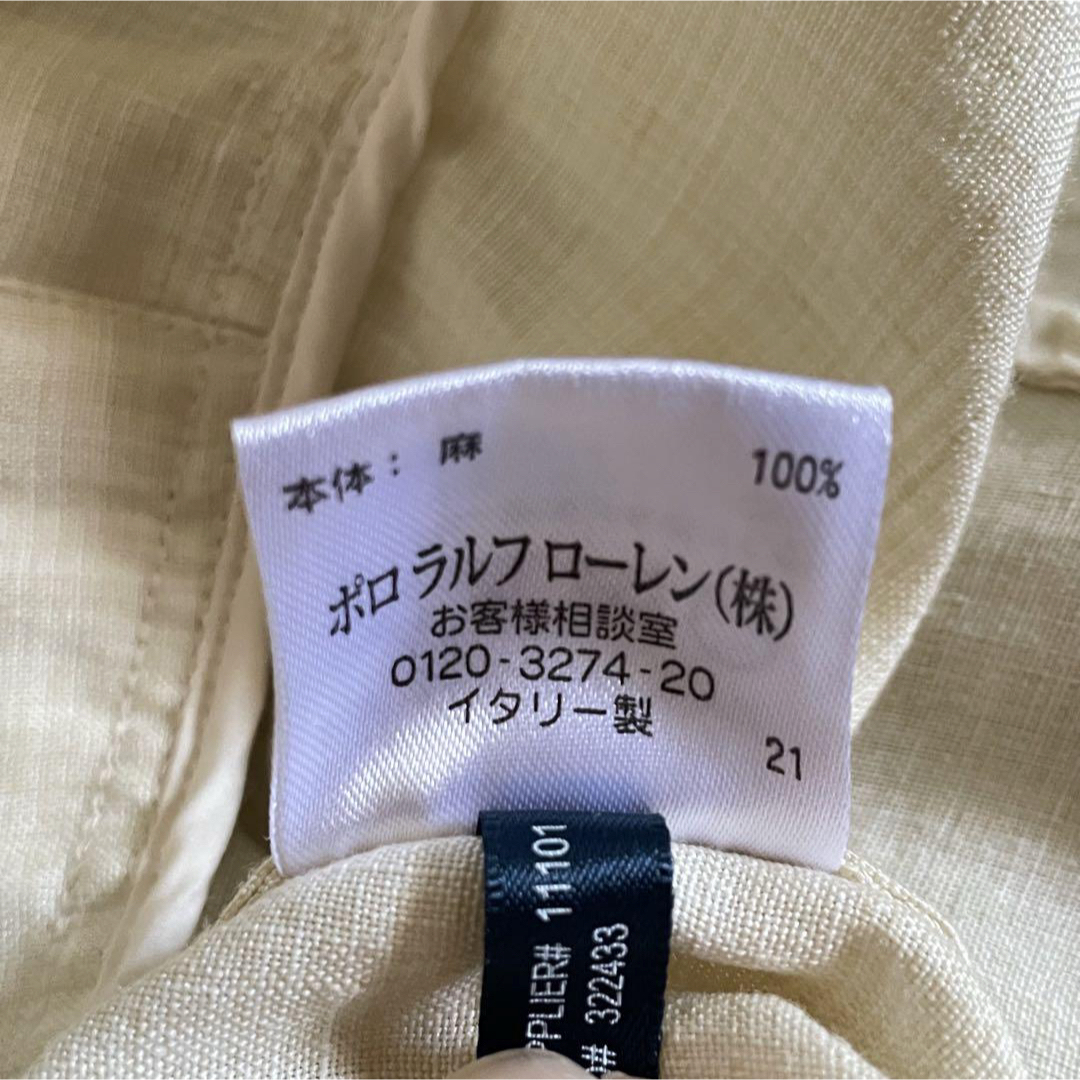 本体： 麻 100%
ポロ ラルフ ローレン(株)
お客様相談室
0120-3274-20
イタリー製
21
11101
# 322433